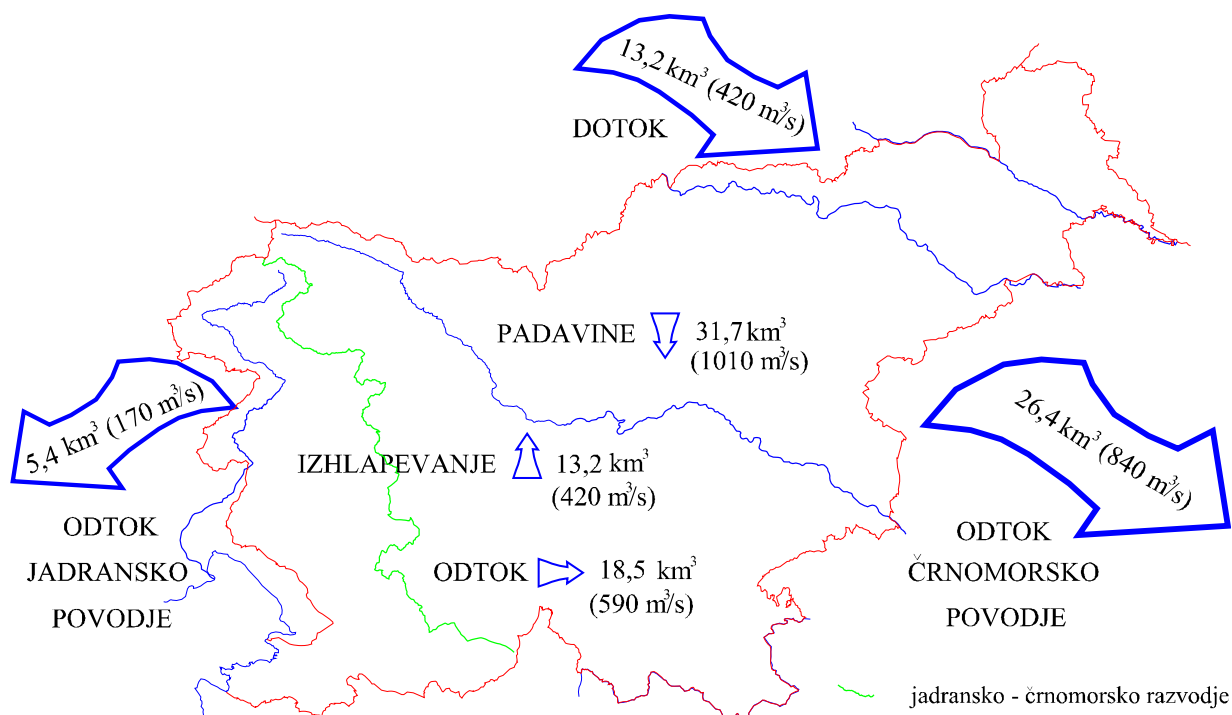 13,2 km³ (420 m³/s)
DOTOK
PADAVINE
31,7 km³
(1010 m³/s)
5,4 km³ (170 m³/s)
26,4 km³ (840 m³/s)
IZHLAPEVANJE
13,2 km³
(420 m³/s)
ODTOK
JADRANSKO
POVODJE
ODTOK
18,5 km³
(590 m³/s)
ODTOK
ČRNOMORSKO
POVODJE
jadransko - črnomorsko razvodje